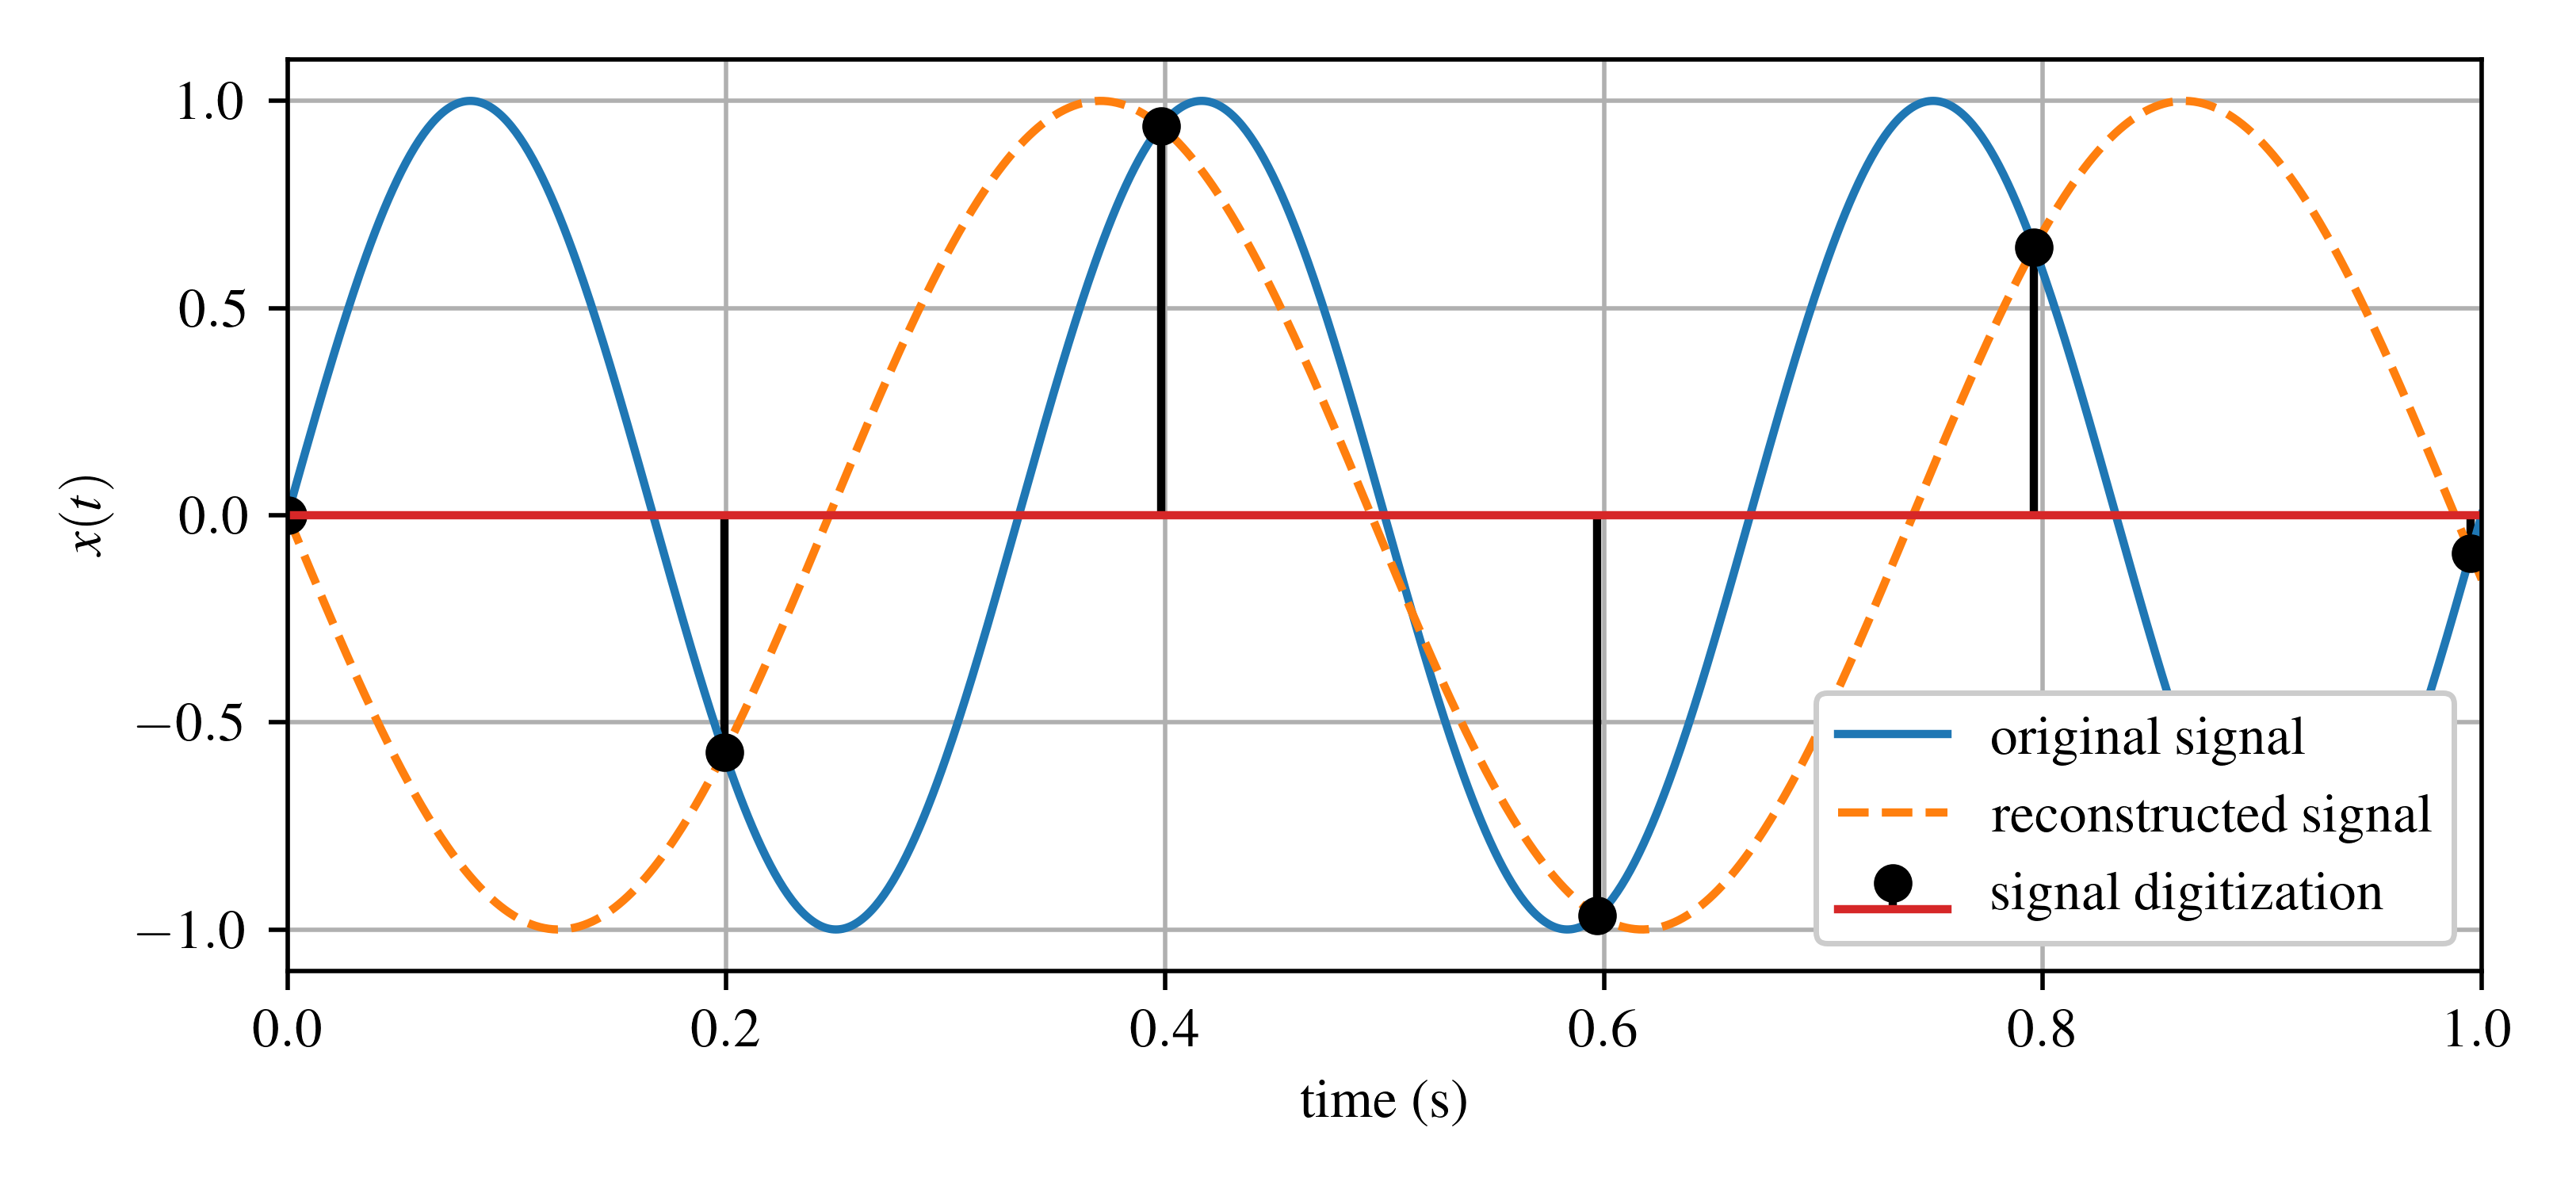 1.0
0.5
0.0
−0.5
−1.0
x(t)
original signal
reconstructed signal
signal digitization
0.0 0.2 0.4 0.6 0.8 1.0
time (s)